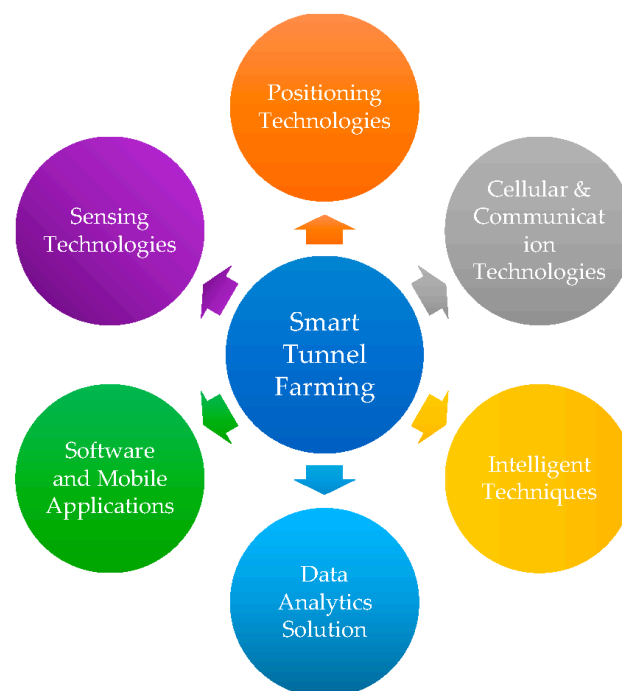 Positioning
Technologies
Sensing
Technologies
Cellular &
Communicat
ion
Technologies
Smart
Tunnel
Farming
Software
and Mobile
Applications
Intelligent
Techniques
Data
Analytics
Solution